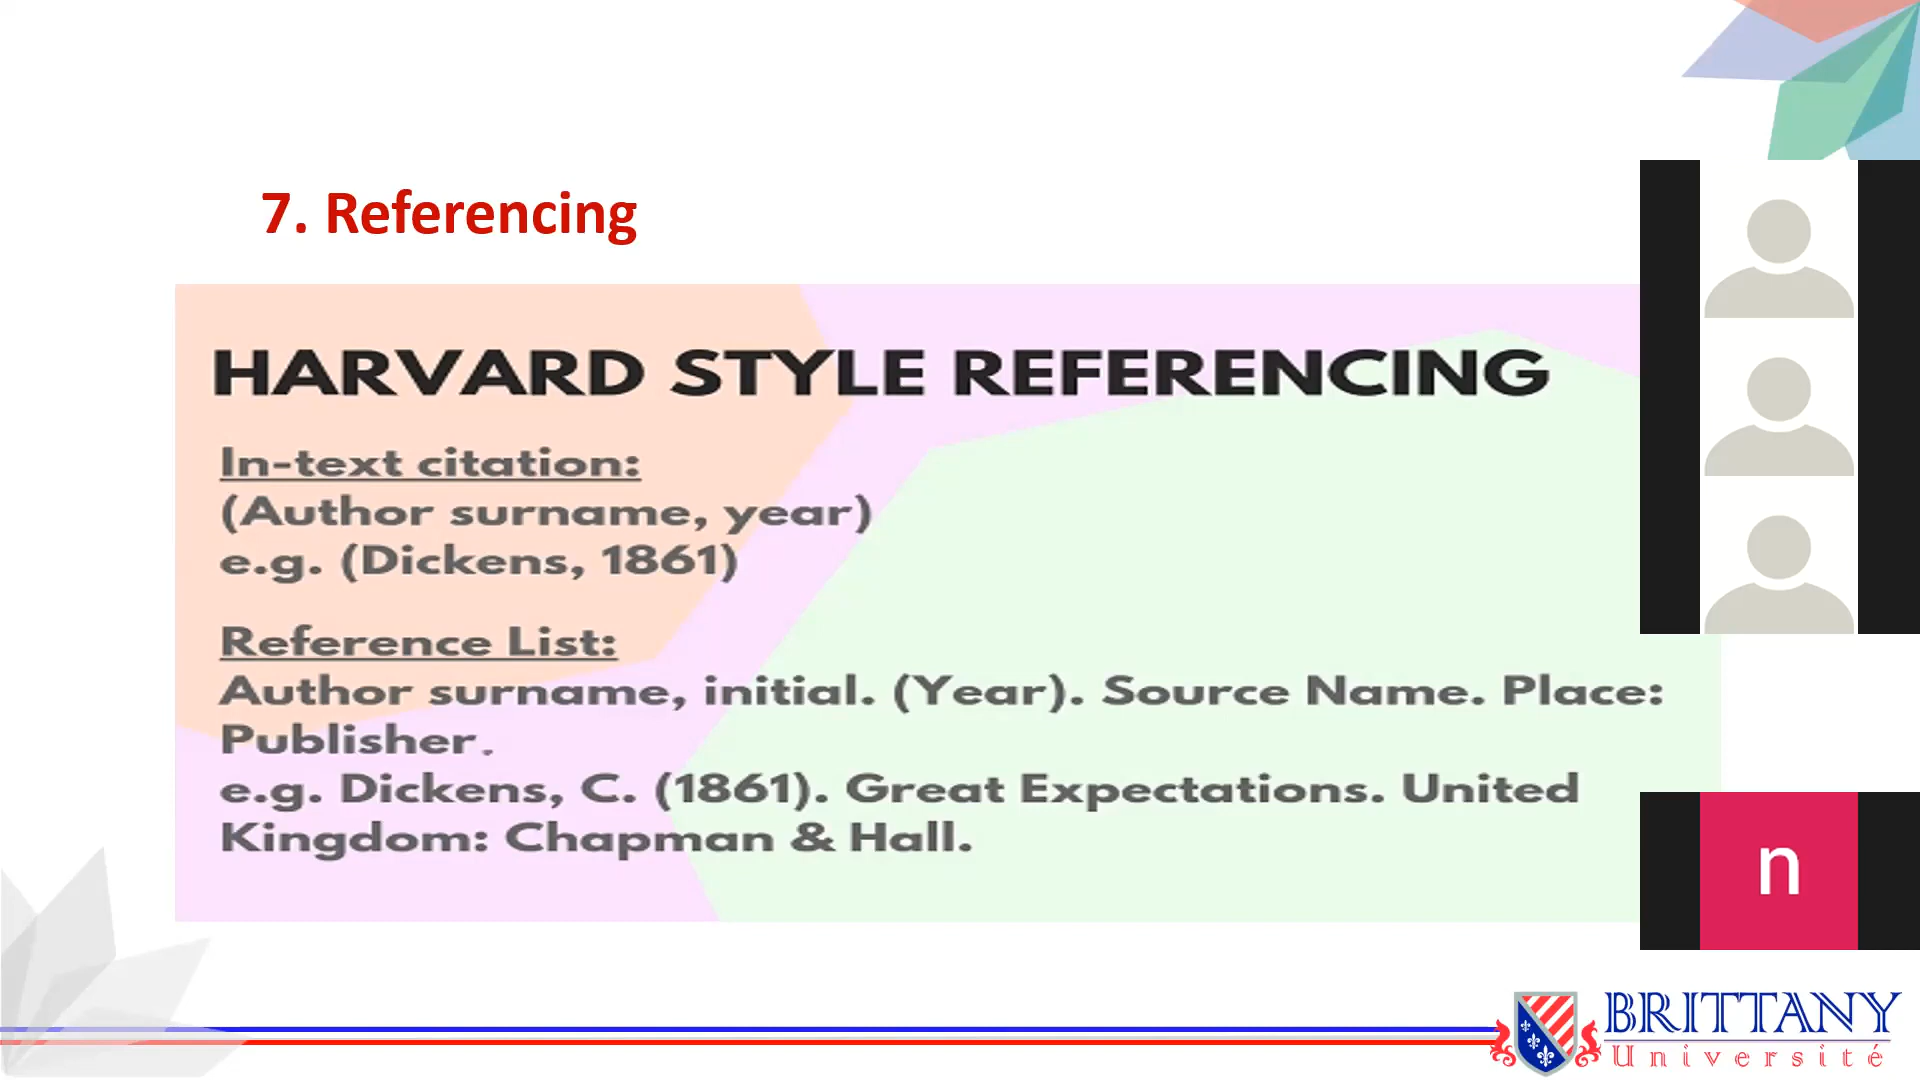 7. Referencing
HARVARD STYLE REFERENCING
In-text citation:
(Author surname, year)
e.g. (Dickens, 1861)
Reference List:
Author surname, initial. (Year). Source Name. Place:
Publisher.
e.g. Dickens, C. (1861). Great Expectations. United
Kingdom: Chapman & Hall.
n
BRITTANY
Université